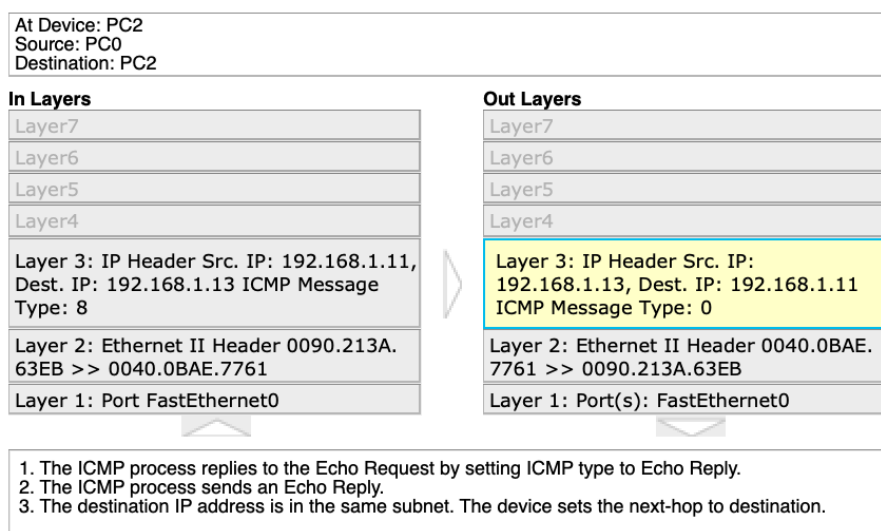 At Device: PC2
Source: PC0
Destination: PC2
In Layers
Layer7
Layer6
Layer5
Layer4
Layer 3: IP Header Src. IP: 192.168.1.11,
Dest. IP: 192.168.1.13 ICMP Message
Type: 8
Layer 2: Ethernet II Header 0090.213A.
63EB >> 0040.0BAE.7761
Layer 1: Port FastEthernet0
Out Layers
Layer7
Layer6
Layer5
Layer4
Layer 3: IP Header Src. IP:
192.168.1.13, Dest. IP: 192.168.1.11
ICMP Message Type: 0
Layer 2: Ethernet II Header 0040.0BAE.
7761 >> 0090.213A.63EB
Layer 1: Port(s): FastEthernet0
1. The ICMP process replies to the Echo Request by setting ICMP type to Echo Reply.
2. The ICMP process sends an Echo Reply.
3. The destination IP address is in the same subnet. The device sets the next-hop to destination.